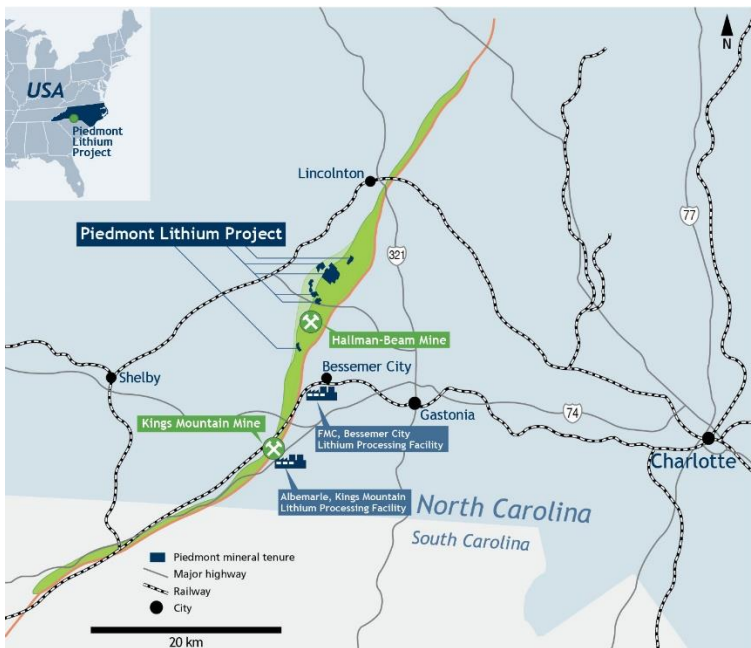 USA
Piedmont
Lithium
Project
N
Lincolnton
77
Piedmont Lithium Project
321
Hallman-Beam Mine
Shelby
Bessemer City
Gastonia
74
Kings Mountain Mine
FMC, Bessemer City
Lithium Processing Facility
Charlotte
Albemarle, Kings Mountain
Lithium Processing Facility
North Carolina
South Carolina
Piedmont mineral tenure
Major highway
Railway
City
20 km